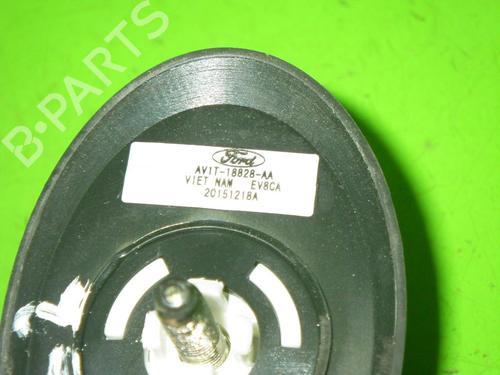 B-PARTS
Ford
AV1T-18828-AA
VIET NAM EV8CA
20151218A